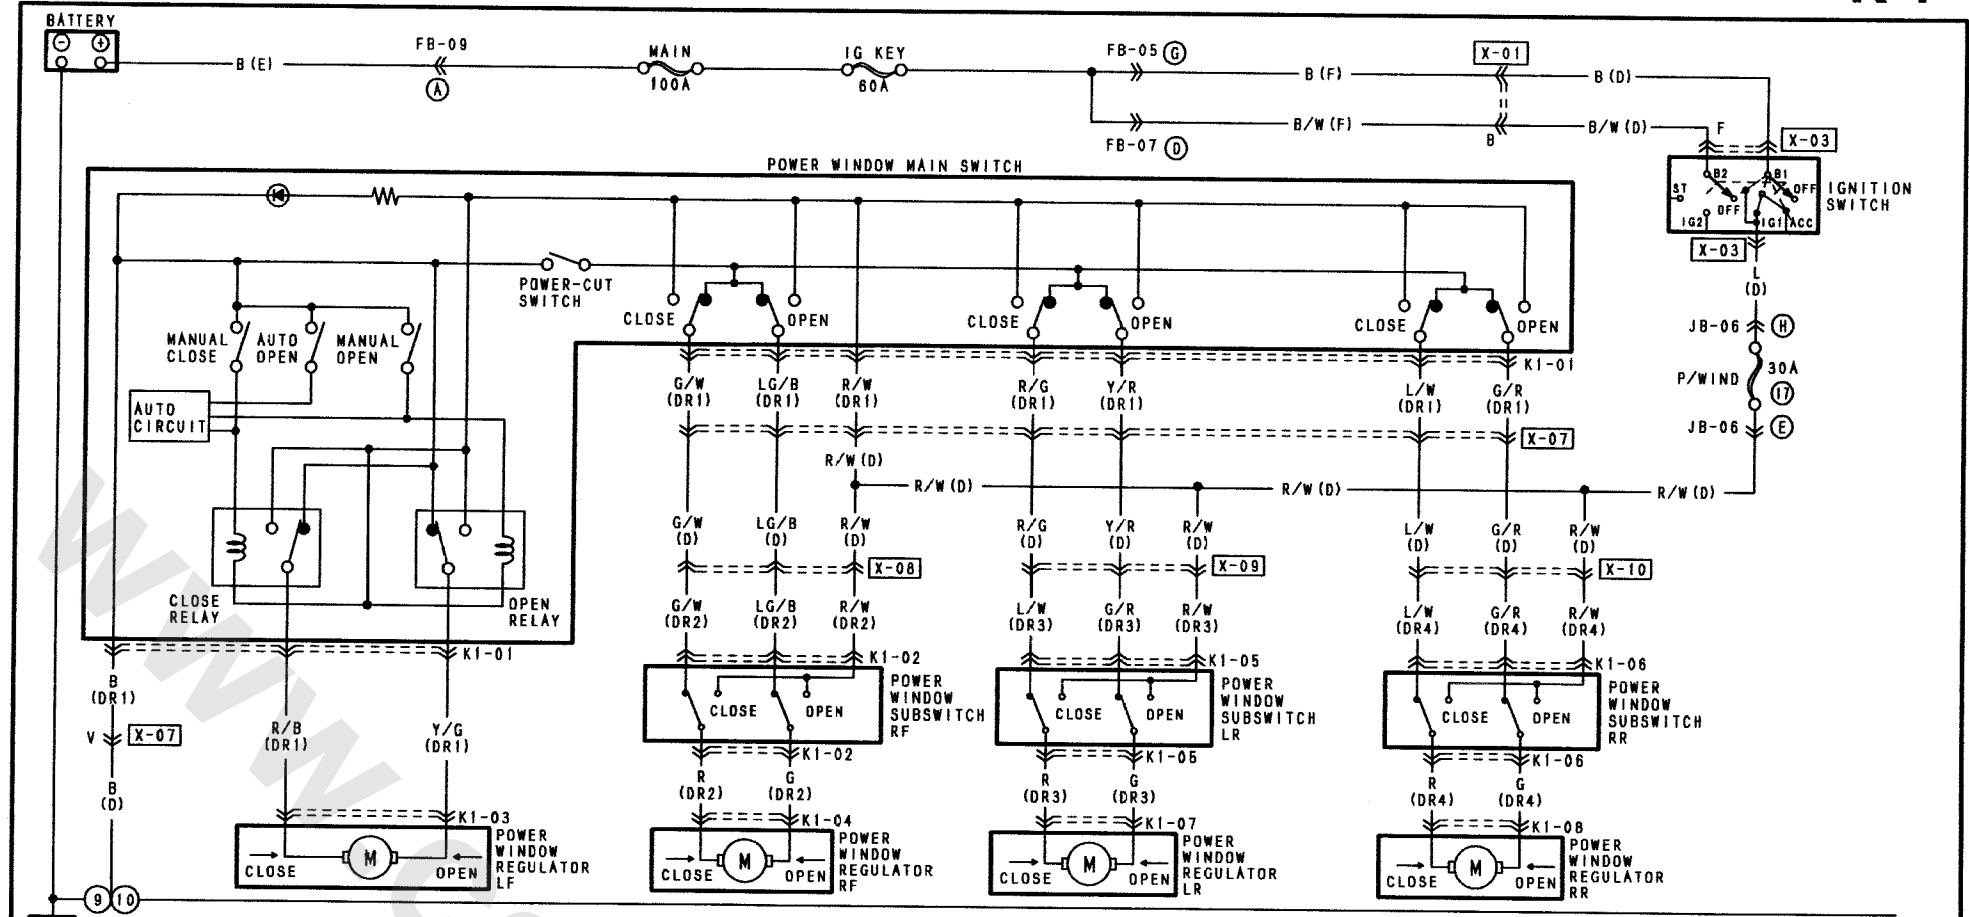 BATTERY
B (E)
FB-09
A
MAIN
100A
IG KEY
60A
FB-05 G
B (F)
X-01
B (D)
B/W (F)
B
B/W (D)
F
FB-07 D
X-03
POWER WINDOW MAIN SWITCH
B2
B1
ST
OFF
OFF
IG2
IG1
ACC
IGNITION
SWITCH
X-03
L
(D)
POWER-CUT
SWITCH
CLOSE
OPEN
CLOSE
OPEN
CLOSE
OPEN
MANUAL
CLOSE
AUTO
OPEN
MANUAL
OPEN
JB-06 H
K1-01
30A
P/WIND
17
JB-06 E
G/W
(DR1)
LG/B
(DR1)
R/W
(DR1)
R/G
(DR1)
Y/R
(DR1)
L/W
(DR1)
G/R
(DR1)
AUTO
CIRCUIT
X-07
R/W (D)
R/W (D)
R/W (D)
R/W (D)
G/W
(D)
LG/B
(D)
R/W
(D)
R/G
(D)
Y/R
(D)
R/W
(D)
L/W
(D)
G/R
(D)
R/W
(D)
X-08
X-09
X-10
CLOSE
RELAY
OPEN
RELAY
G/W
(DR2)
LG/B
(DR2)
R/W
(DR2)
L/W
(DR3)
G/R
(DR3)
R/W
(DR3)
L/W
(DR4)
G/R
(DR4)
R/W
(DR4)
K1-01
K1-02
K1-05
K1-06
B
(DR1)
V
X-07
B
(D)
R/B
(DR1)
Y/G
(DR1)
CLOSE
OPEN
POWER
WINDOW
SUBSWITCH
RF
CLOSE
OPEN
POWER
WINDOW
SUBSWITCH
LR
CLOSE
OPEN
POWER
WINDOW
SUBSWITCH
RR
K1-02
K1-05
K1-06
R
(DR2)
G
(DR2)
R
(DR3)
G
(DR3)
R
(DR4)
G
(DR4)
K1-03
K1-04
K1-07
K1-08
M
CLOSE
OPEN
POWER
WINDOW
REGULATOR
LF
M
CLOSE
OPEN
POWER
WINDOW
REGULATOR
RF
M
CLOSE
OPEN
POWER
WINDOW
REGULATOR
LR
M
CLOSE
OPEN
POWER
WINDOW
REGULATOR
RR
9 10
www.